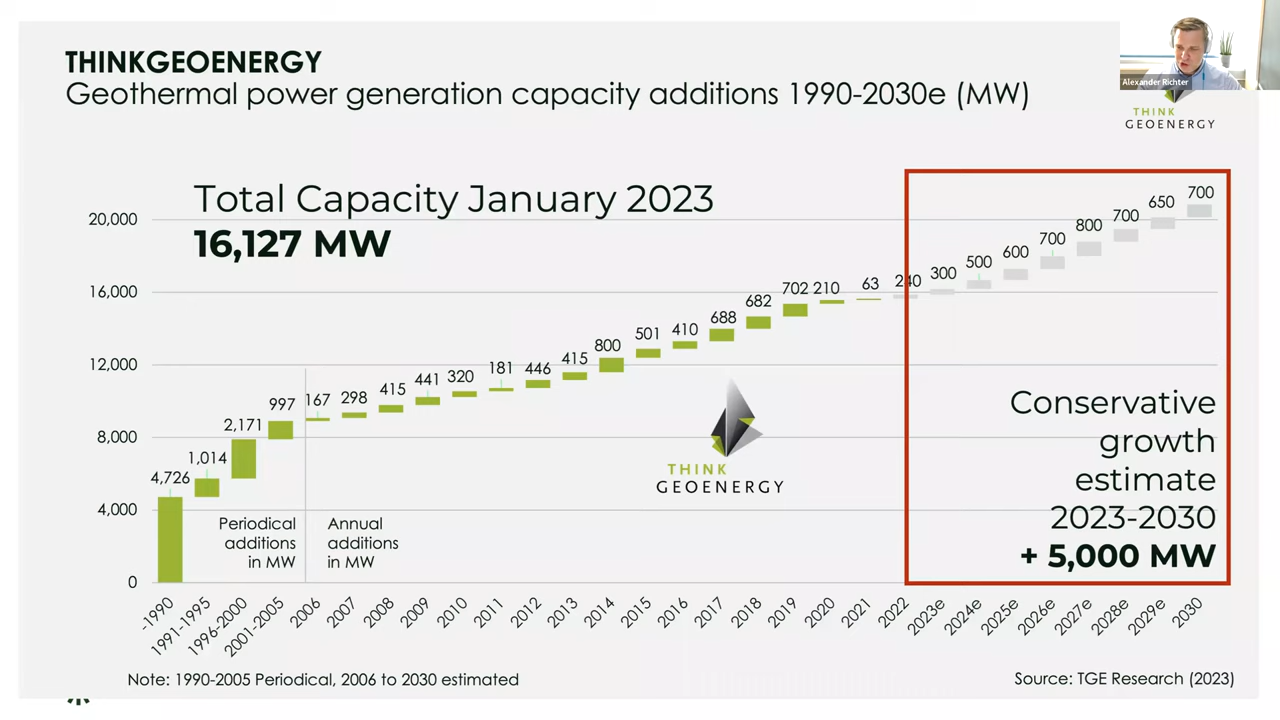 THINKGEOENERGY
Geothermal power generation capacity additions 1990-2030e (MW)
Alexander Richter
THINK
GEOENERGY
Total Capacity January 2023
16,127 MW
20,000
16,000
12,000
8,000
4,000
0
4,726
1,014
2,171
997
167
298
415
441
320
181
446
415
800
501
410
688
682
702
210
63
240
300
500
600
700
800
700
650
700
THINK
GEOENERGY
Conservative
growth
estimate
2023-2030
+ 5,000 MW
Periodical
additions
in MW
Annual
additions
in MW
-1990
1991-1995
1996-2000
2001-2005
2006
2007
2008
2009
2010
2011
2012
2013
2014
2015
2016
2017
2018
2019
2020
2021
2022
2023e
2024e
2025e
2026e
2027e
2028e
2029e
2030
Note: 1990-2005 Periodical, 2006 to 2030 estimated
Source: TGE Research (2023)